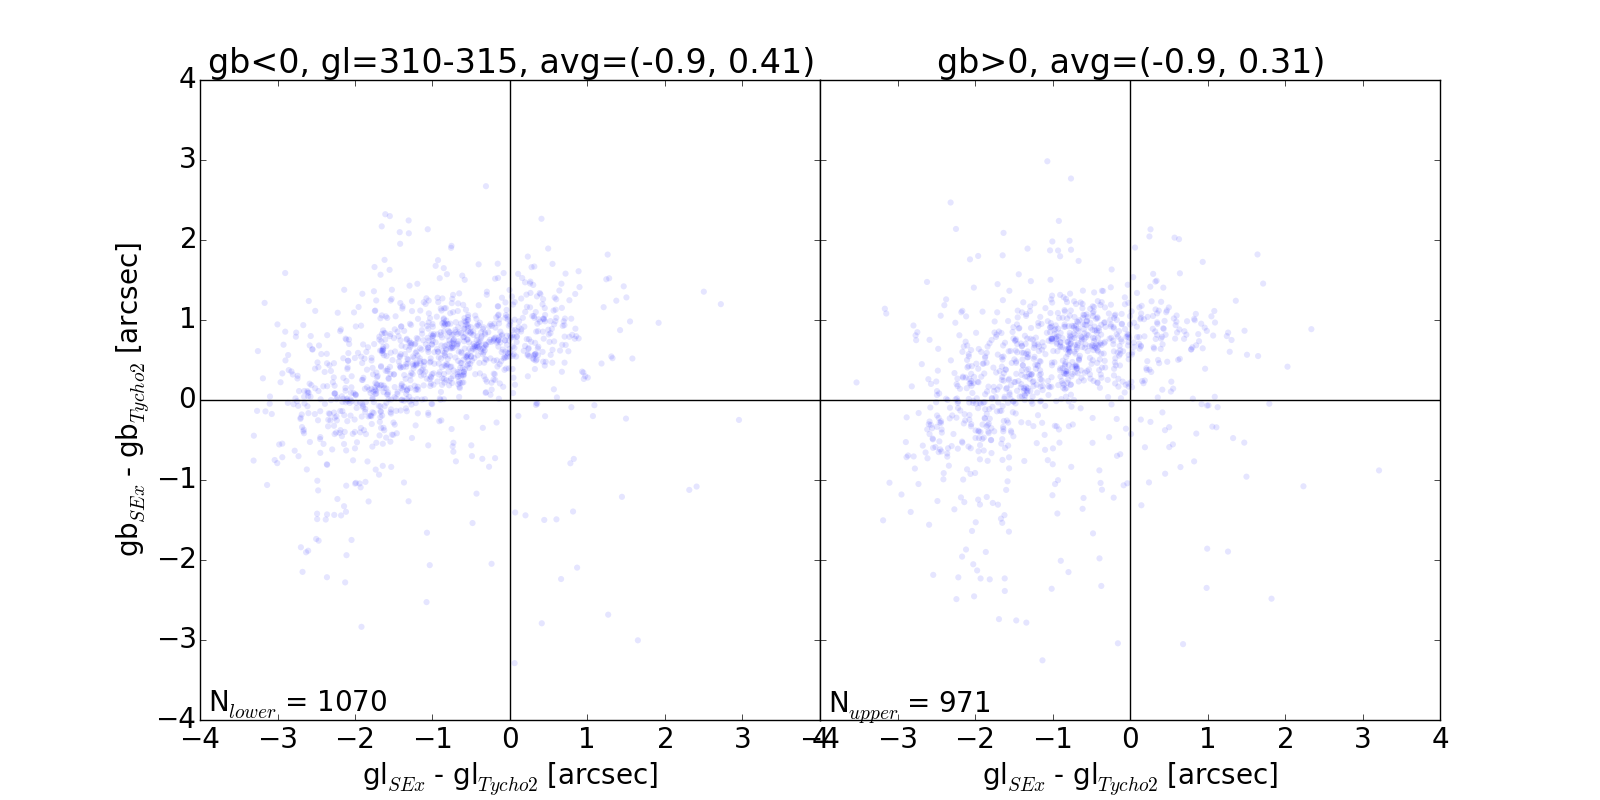 gb<0, gl=310-315, avg=(-0.9, 0.41)
gb>0, avg=(-0.9, 0.31)
4
3
2
1
0
−1
−2
−3
−4
gb_SEx - gb_Tycho2 [arcsec]
N_lower = 1070
N_upper = 971
−4 −3 −2 −1 0 1 2 3 4
−4 −3 −2 −1 0 1 2 3 4
gl_SEx - gl_Tycho2 [arcsec]
gl_SEx - gl_Tycho2 [arcsec]